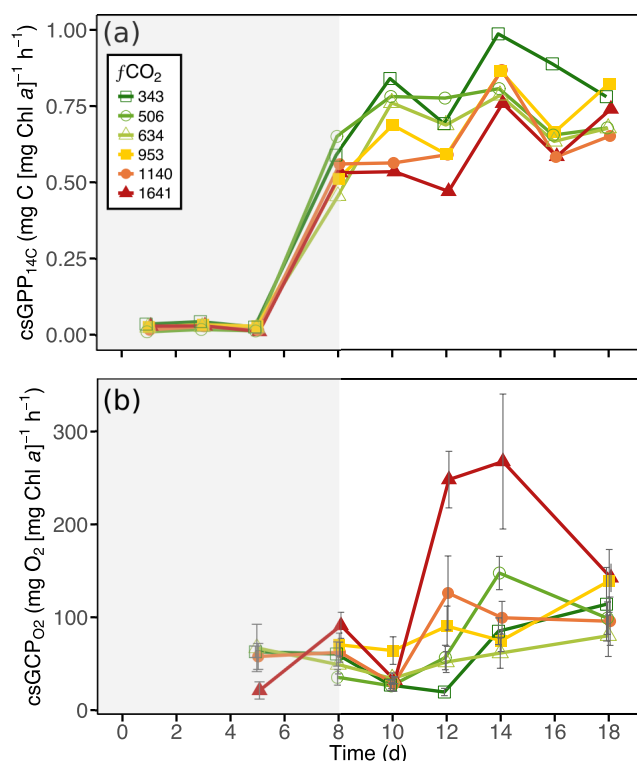 (a)
fCO2
343
506
634
953
1140
1641
1.00
0.75
0.50
0.25
0.00
csGPP14C (mg C [mg Chl a]−1 h−1)
(b)
300
200
100
0
csGCPO2 (mg O2 [mg Chl a]−1 h−1)
0 2 4 6 8 10 12 14 16 18
Time (d)